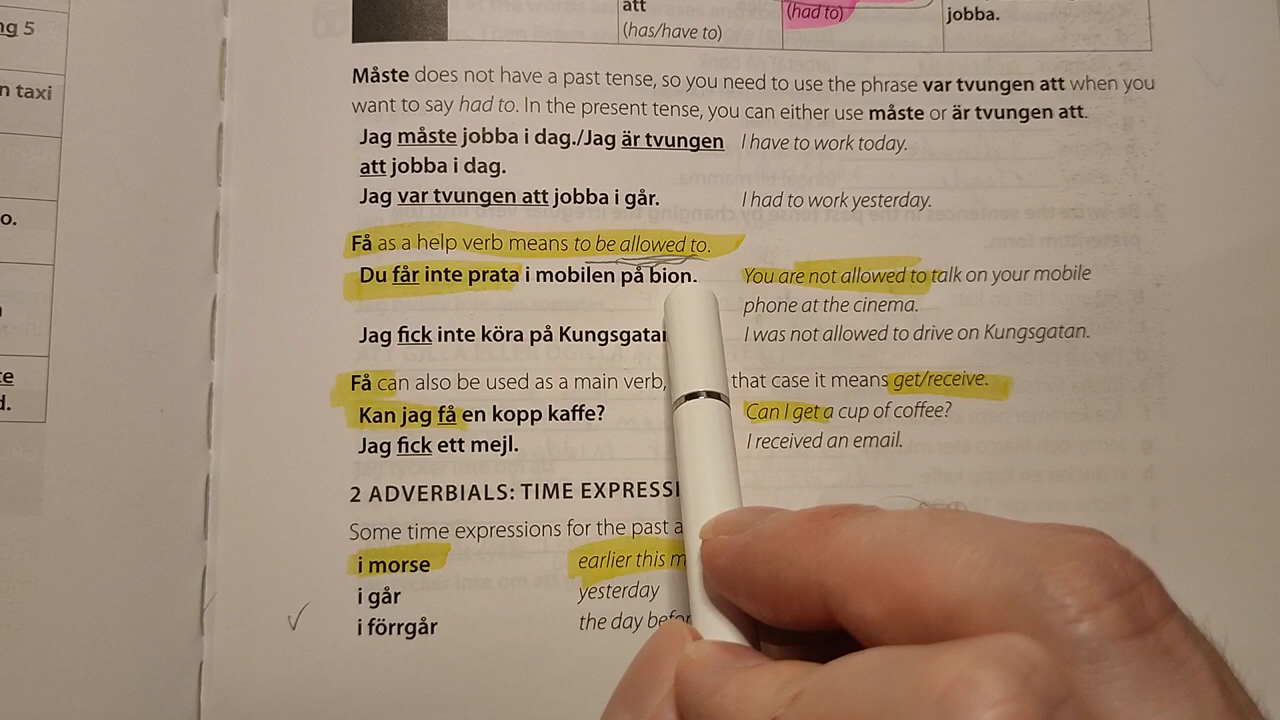 ng 5
n taxi
o.
e
d.
att
(has/have to)
(had to)
jobba.
Måste does not have a past tense, so you need to use the phrase var tvungen att when you
want to say had to. In the present tense, you can either use måste or är tvungen att.
Jag måste jobba i dag./Jag är tvungen I have to work today.
att jobba i dag.
Jag var tvungen att jobba i går. I had to work yesterday.
Få as a help verb means to be allowed to.
Du får inte prata i mobilen på bion. You are not allowed to talk on your mobile
phone at the cinema.
Jag fick inte köra på Kungsgatan I was not allowed to drive on Kungsgatan.
Få can also be used as a main verb, that case it means get/receive.
Kan jag få en kopp kaffe? Can I get a cup of coffee?
Jag fick ett mejl. I received an email.
2 ADVERBIALS: TIME EXPRESSI
Some time expressions for the past a
i morse earlier this m
i går yesterday
i förrgår the day befor